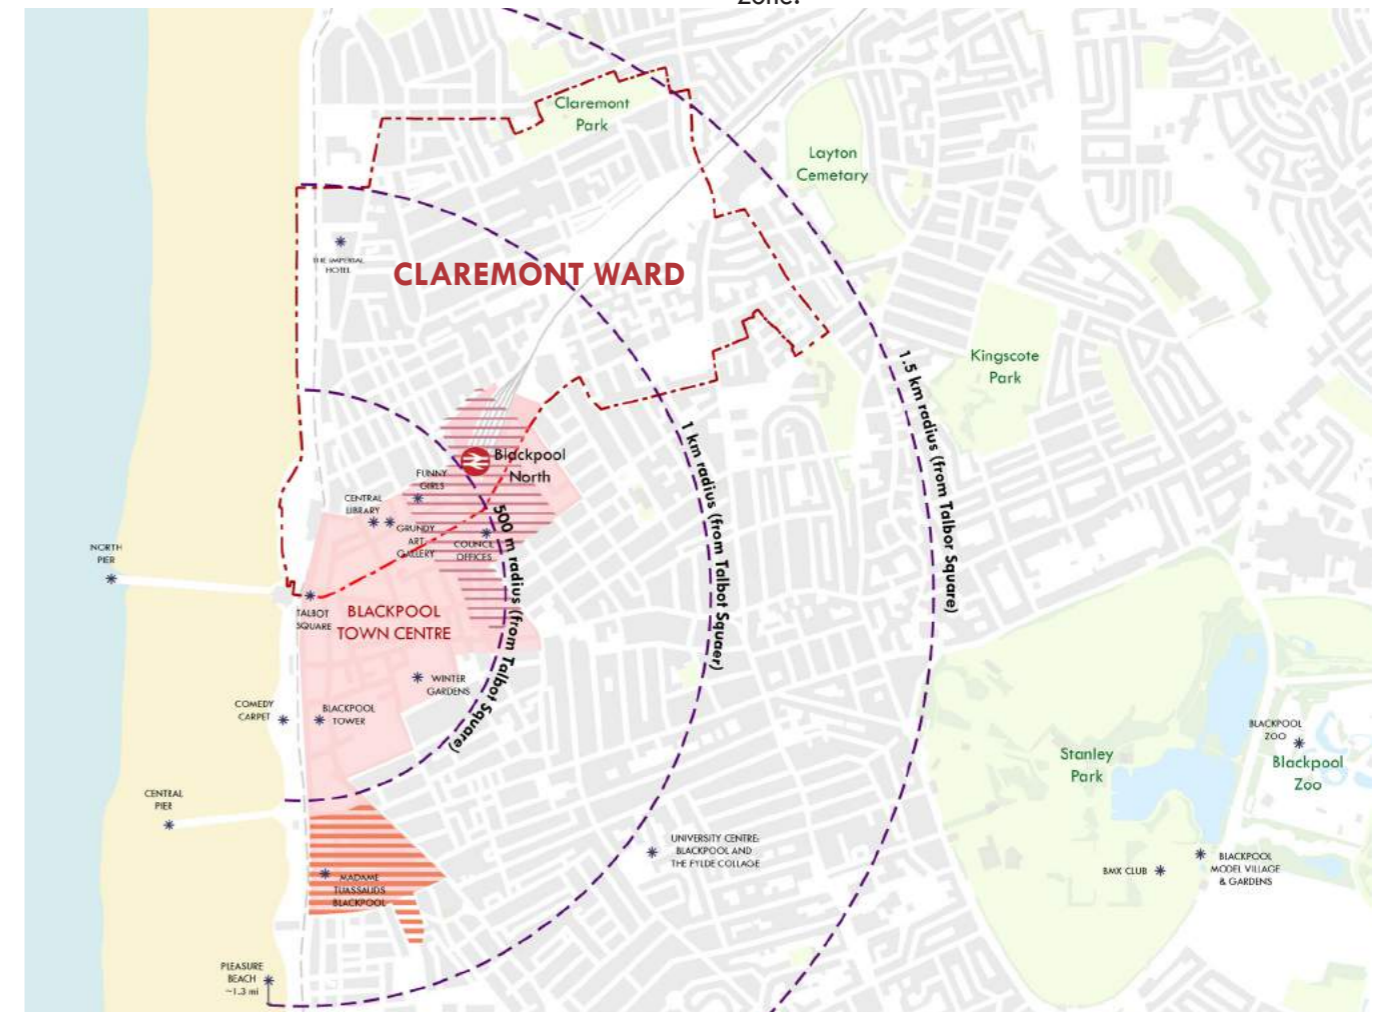 Zone.
Claremont
Park
Layton
Cemetary
THE IMPERIAL
HOTEL
CLAREMONT WARD
Kingscote
Park
1.5 km radius (from Talbor Square)
1 km radius (from Talbot Squaer)
500 m radius (from Talbot Square)
Blackpool
North
FUNNY
GIRLS
CENTRAL
LIBRARY
GRUNDY
ART
GALLERY
COUNCIL
OFFICES
NORTH
PIER
TALBOT
SQUARE
BLACKPOOL
TOWN CENTRE
WINTER
GARDENS
COMEDY
CARPET
BLACKPOOL
TOWER
BLACKPOOL
ZOO
Blackpool
Zoo
Stanley
Park
CENTRAL
PIER
UNIVERSITY CENTRE:
BLACKPOOL AND
THE FYLDE COLLAGE
BMX CLUB
BLACKPOOL
MODEL VILLAGE
& GARDENS
MADAME
TUASSAUDS
BLACKPOOL
PLEASURE
BEACH
~1.3 mi